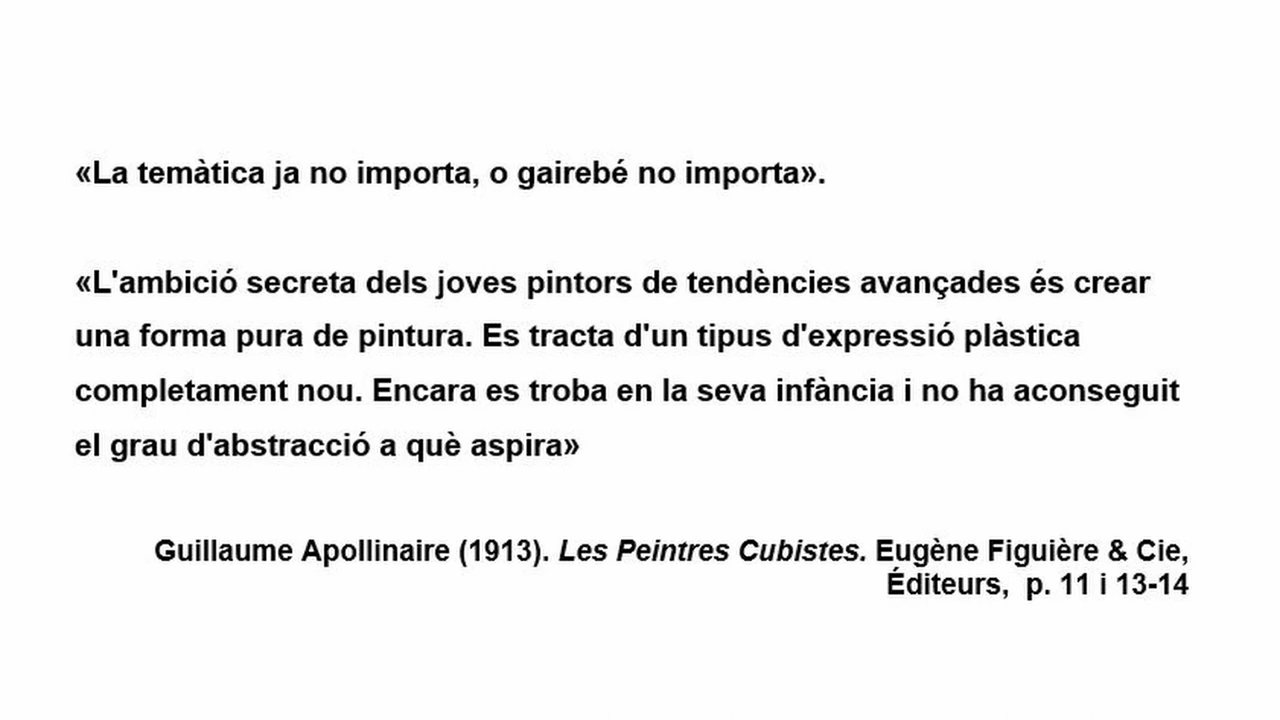 «La temàtica ja no importa, o gairebé no importa».
«L'ambició secreta dels joves pintors de tendències avançades és crear
una forma pura de pintura. Es tracta d'un tipus d'expressió plàstica
completament nou. Encara es troba en la seva infància i no ha aconseguit
el grau d'abstracció a què aspira»
Guillaume Apollinaire (1913). Les Peintres Cubistes. Eugène Figuière & Cie,
Éditeurs,  p. 11 i 13-14